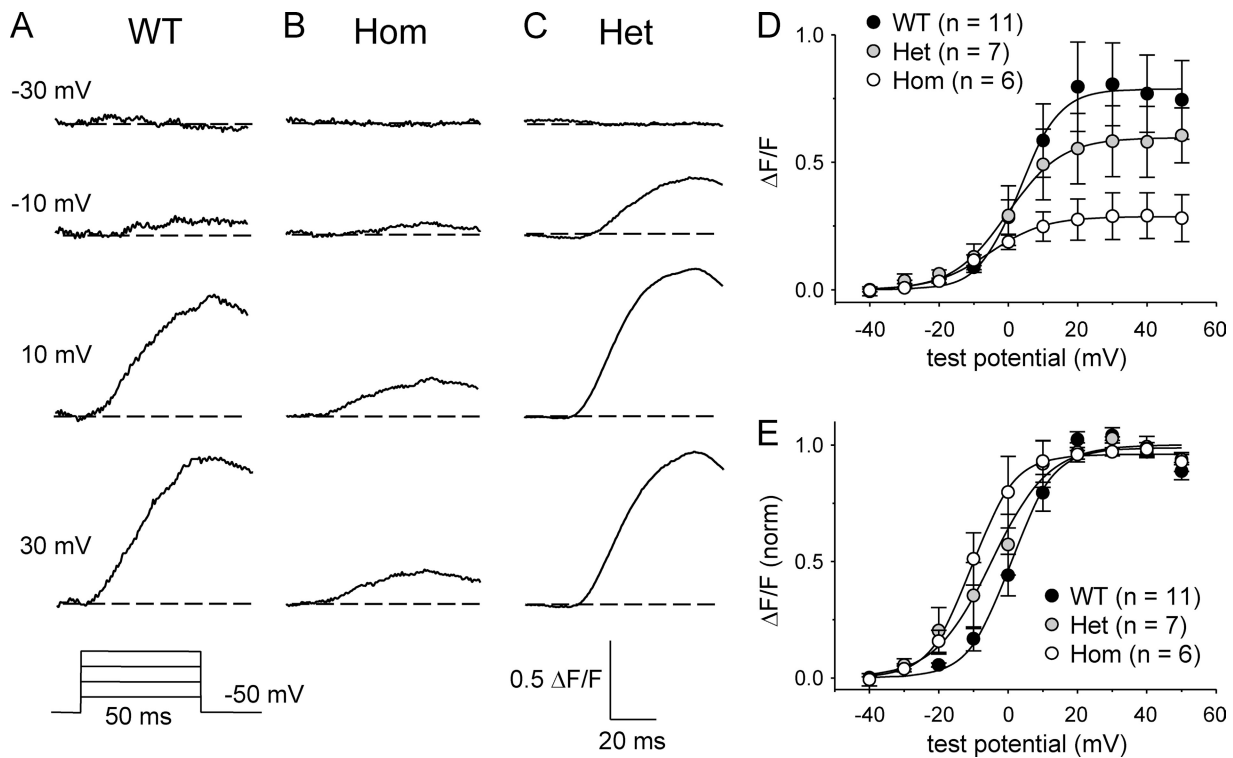 A
WT
B
Hom
C
Het
-30 mV
-10 mV
10 mV
30 mV
-50 mV
50 ms
0.5 ΔF/F
20 ms
D
WT (n = 11)
Het (n = 7)
Hom (n = 6)
1.0
0.5
0.0
ΔF/F
-40 -20 0 20 40 60
test potential (mV)
E
1.0
0.5
0.0
ΔF/F (norm)
WT (n = 11)
Het (n = 7)
Hom (n = 6)
-40 -20 0 20 40 60
test potential (mV)